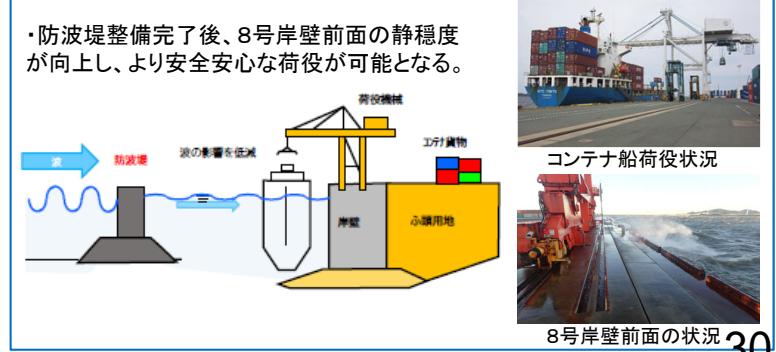 ・防波堤整備完了後、８号岸壁前面の静穏度
が向上し、より安全安心な荷役が可能となる。
荷役機械
波
防波堤
波の影響を低減
コンテナ貨物
岸壁
ふ頭用地
コンテナ船荷役状況
８号岸壁前面の状況
30